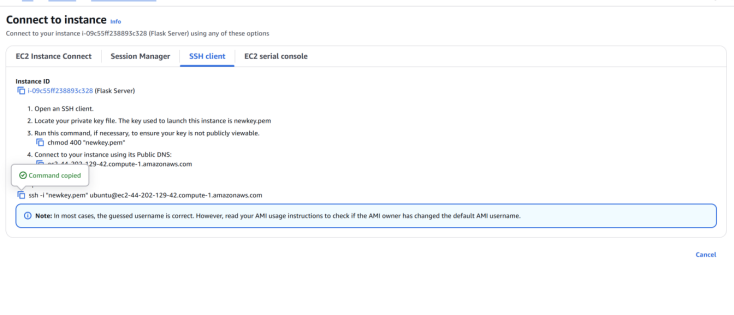 Connect to instance Info
Connect to your instance i-09c55ff238893c328 (Flask Server) using any of these options
EC2 Instance Connect
Session Manager
SSH client
EC2 serial console
Instance ID
i-09c55ff238893c328 (Flask Server)
1. Open an SSH client.
2. Locate your private key file. The key used to launch this instance is newkey.pem
3. Run this command, if necessary, to ensure your key is not publicly viewable.
chmod 400 "newkey.pem"
4. Connect to your instance using its Public DNS:
ec2-44-202-129-42.compute-1.amazonaws.com
Command copied
ssh -i "newkey.pem" ubuntu@ec2-44-202-129-42.compute-1.amazonaws.com
Note: In most cases, the guessed username is correct. However, read your AMI usage instructions to check if the AMI owner has changed the default AMI username.
Cancel